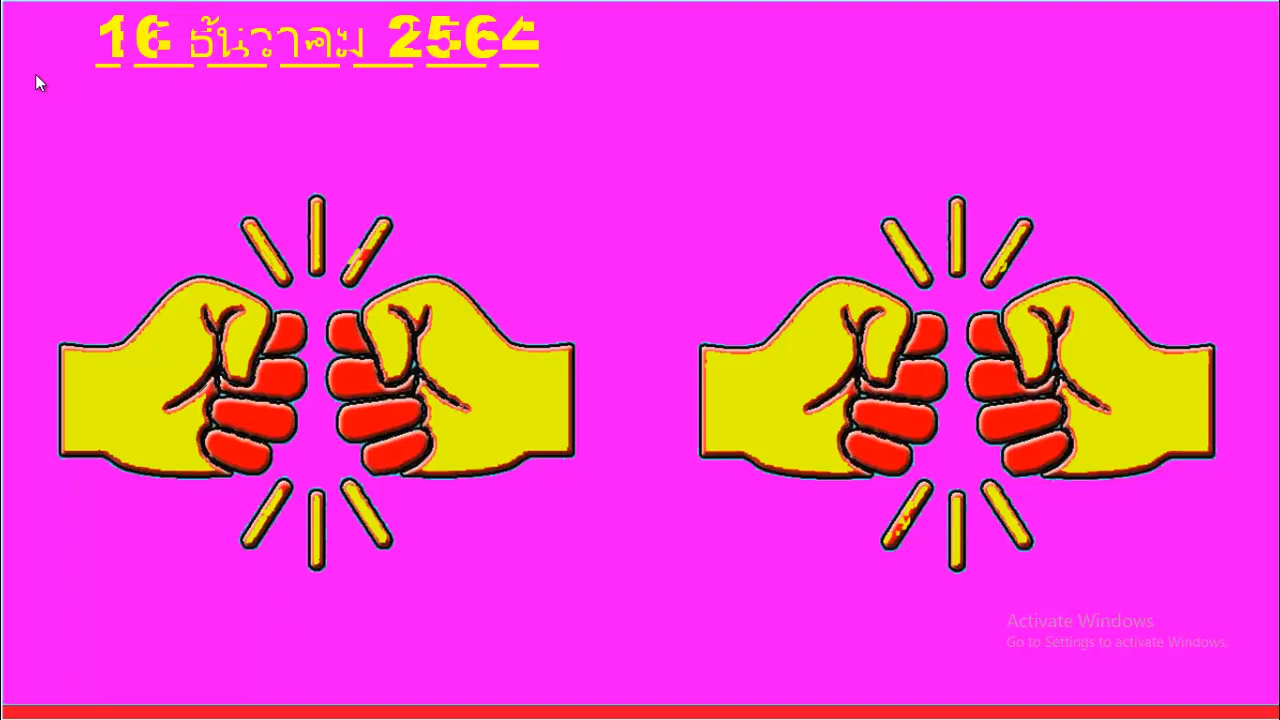 16 ธันวาคม 2564
Activate Windows
Go to Settings to activate Windows.